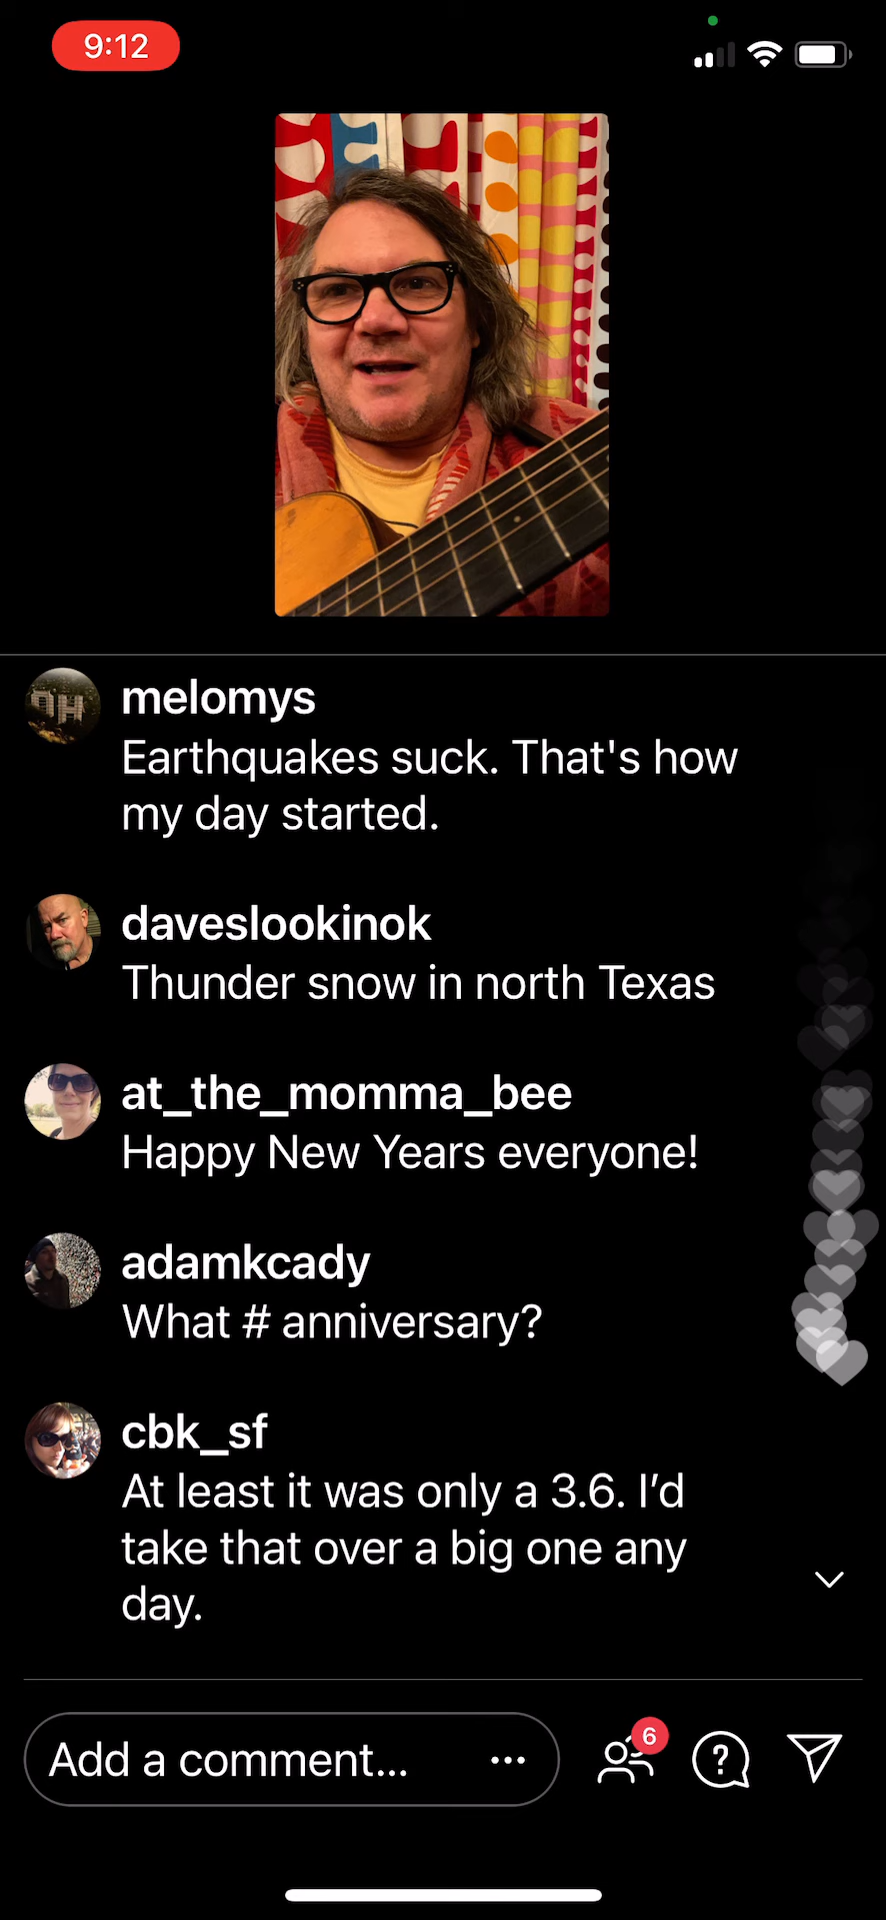 9:12
melomys
Earthquakes suck. That's how
my day started.
daveslookinok
Thunder snow in north Texas
at_the_momma_bee
Happy New Years everyone!
adamkcady
What # anniversary?
cbk_sf
At least it was only a 3.6. I’d
take that over a big one any
day.
Add a comment...
6